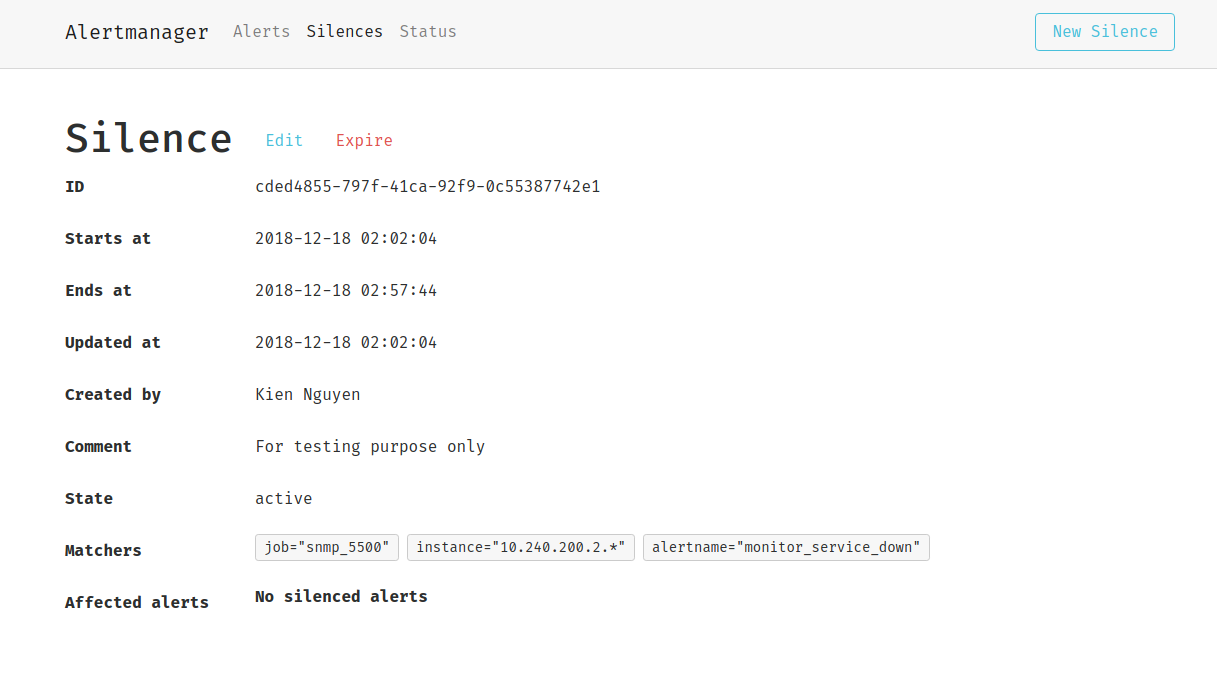 Alertmanager Alerts Silences Status New Silence
Silence Edit Expire
ID cded4855-797f-41ca-92f9-0c55387742e1
Starts at 2018-12-18 02:02:04
Ends at 2018-12-18 02:57:44
Updated at 2018-12-18 02:02:04
Created by Kien Nguyen
Comment For testing purpose only
State active
Matchers job="snmp_5500" instance="10.240.200.2.*" alertname="monitor_service_down"
Affected alerts No silenced alerts